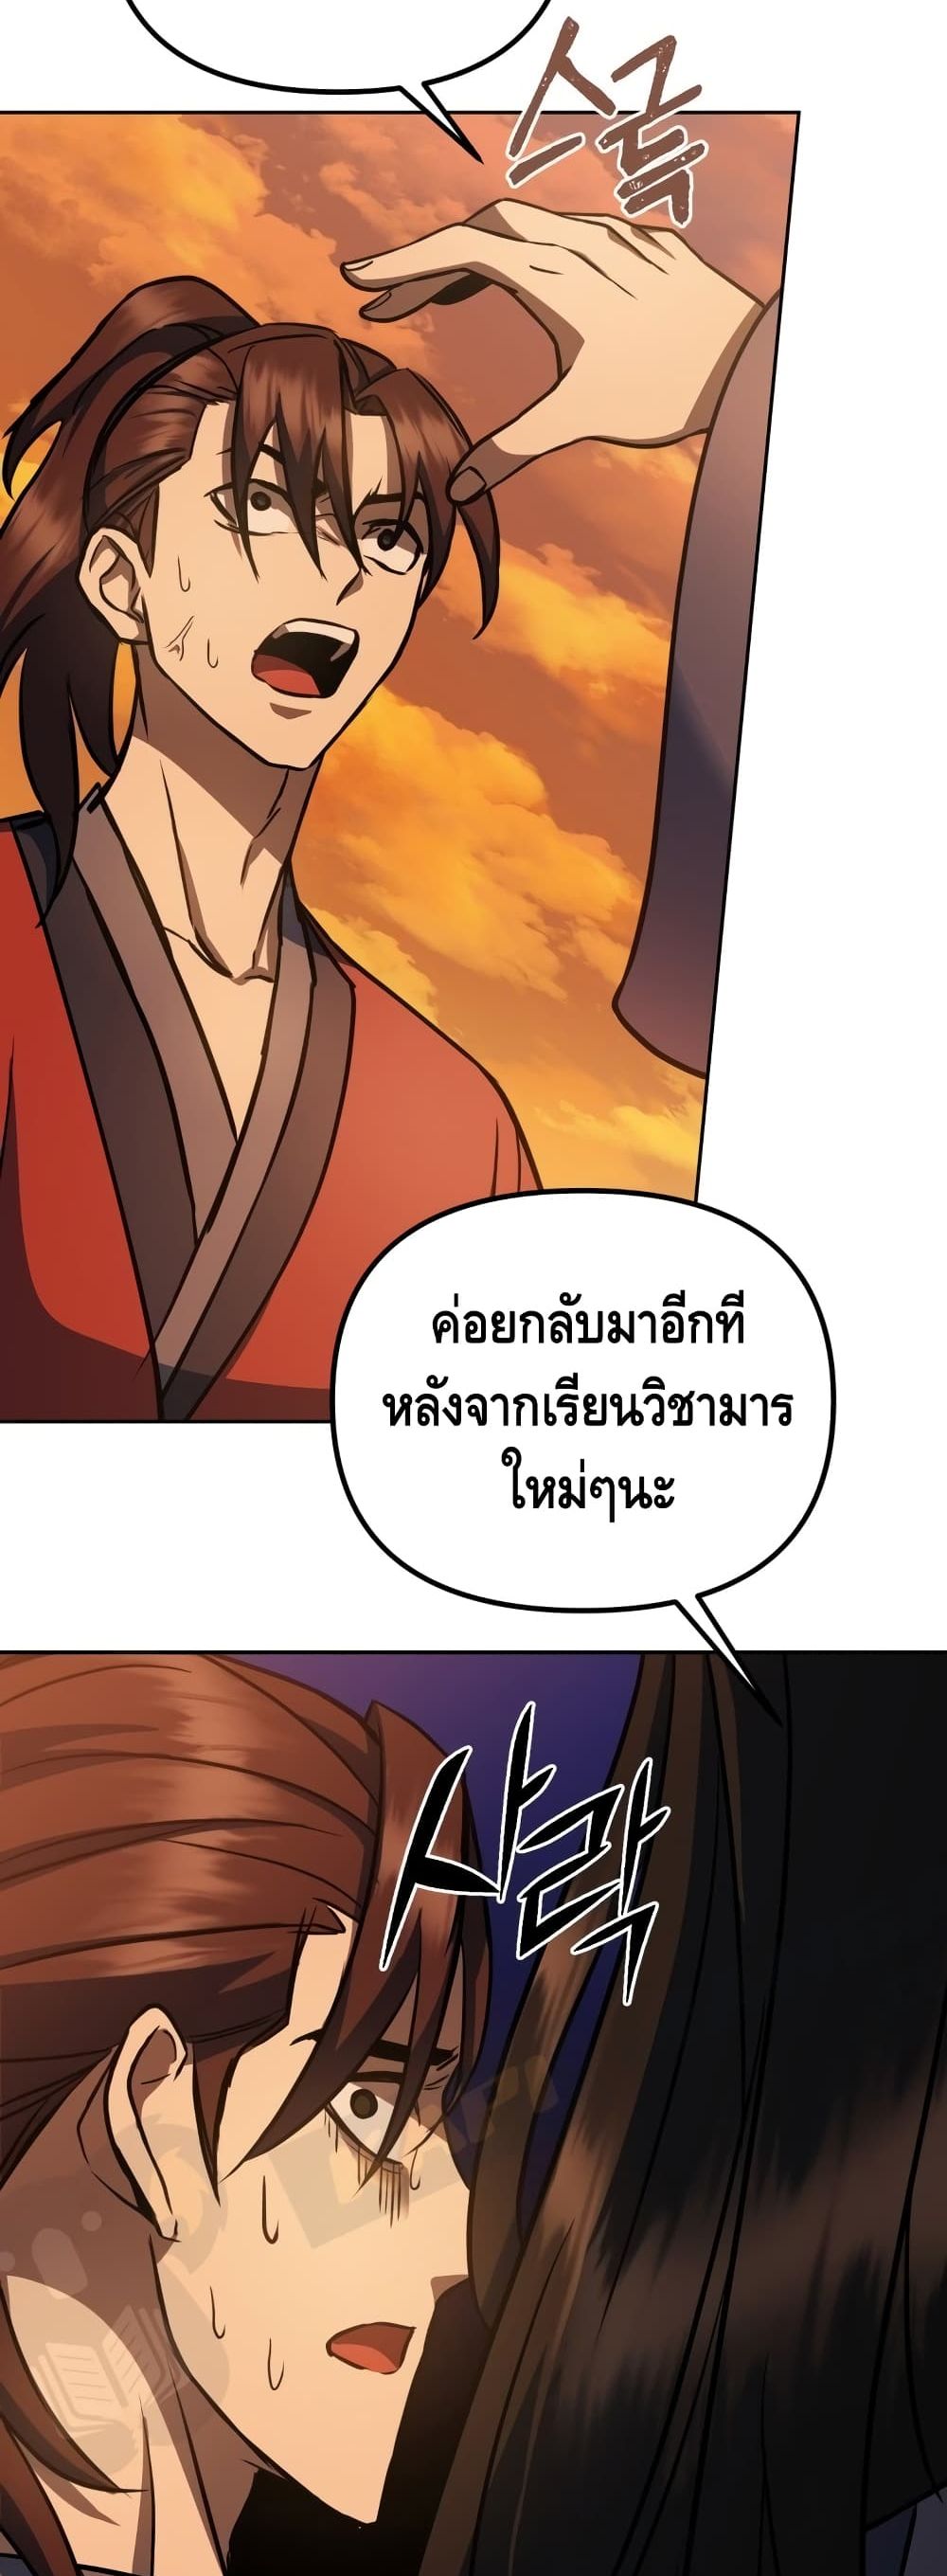 스륵
ค่อยกลับมาอีกที
หลังจากเรียนวิชามาร
ใหม่ๆนะ
사락